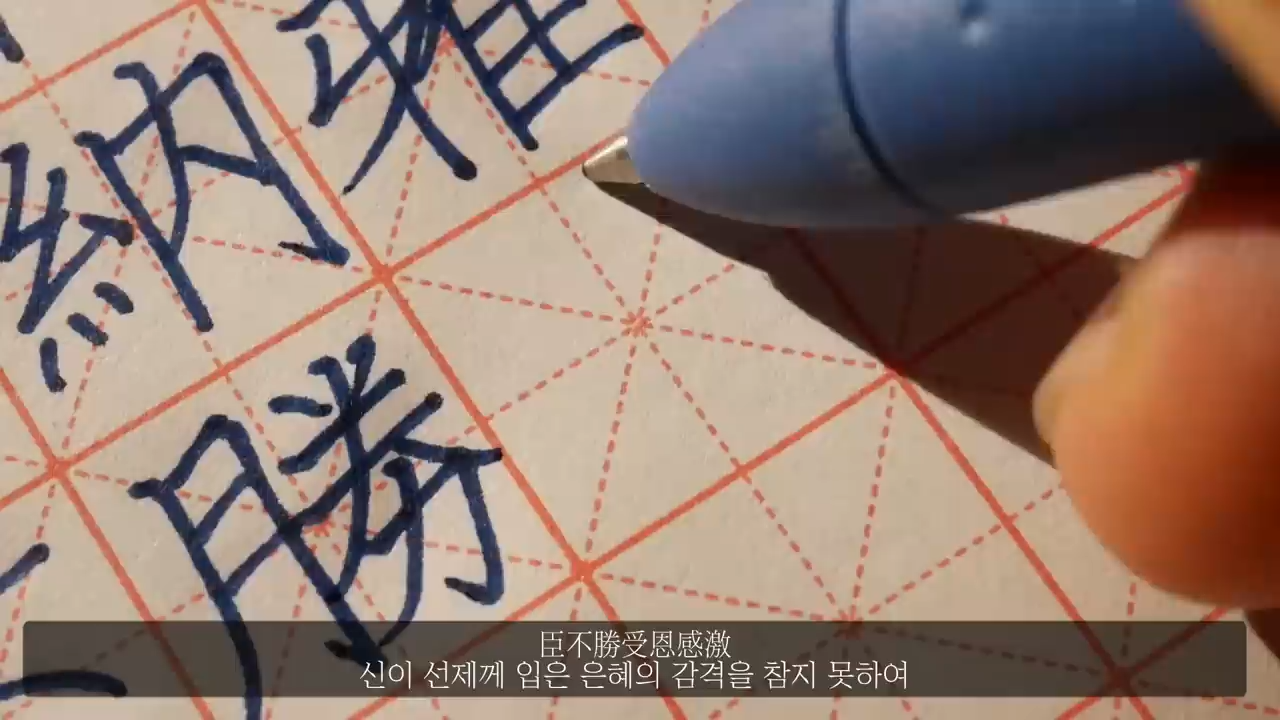 納雅
勝
臣不勝受恩感激
신이 선제께 입은 은혜의 감격을 참지 못하여